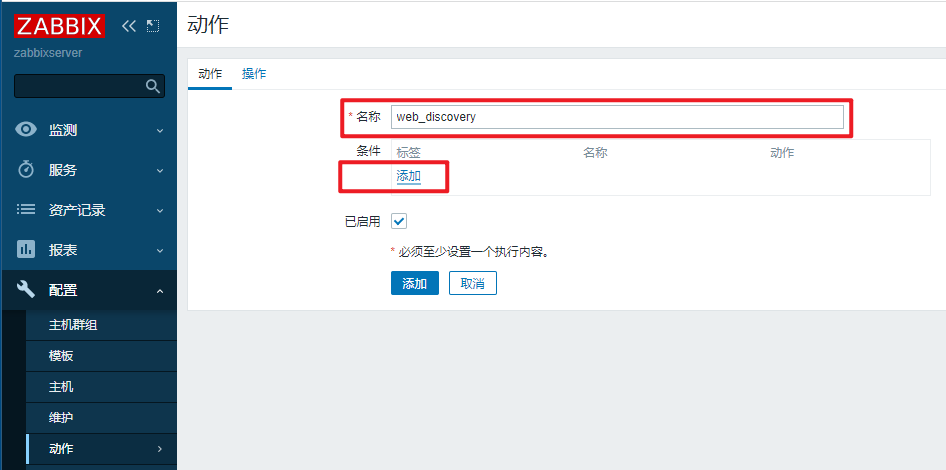 ZABBIX
zabbixserver
监测
服务
资产记录
报表
配置
主机群组
模板
主机
维护
动作
动作
动作 操作
* 名称 web_discovery
条件 标签 名称 动作
添加
已启用
* 必须至少设置一个执行内容。
添加 取消